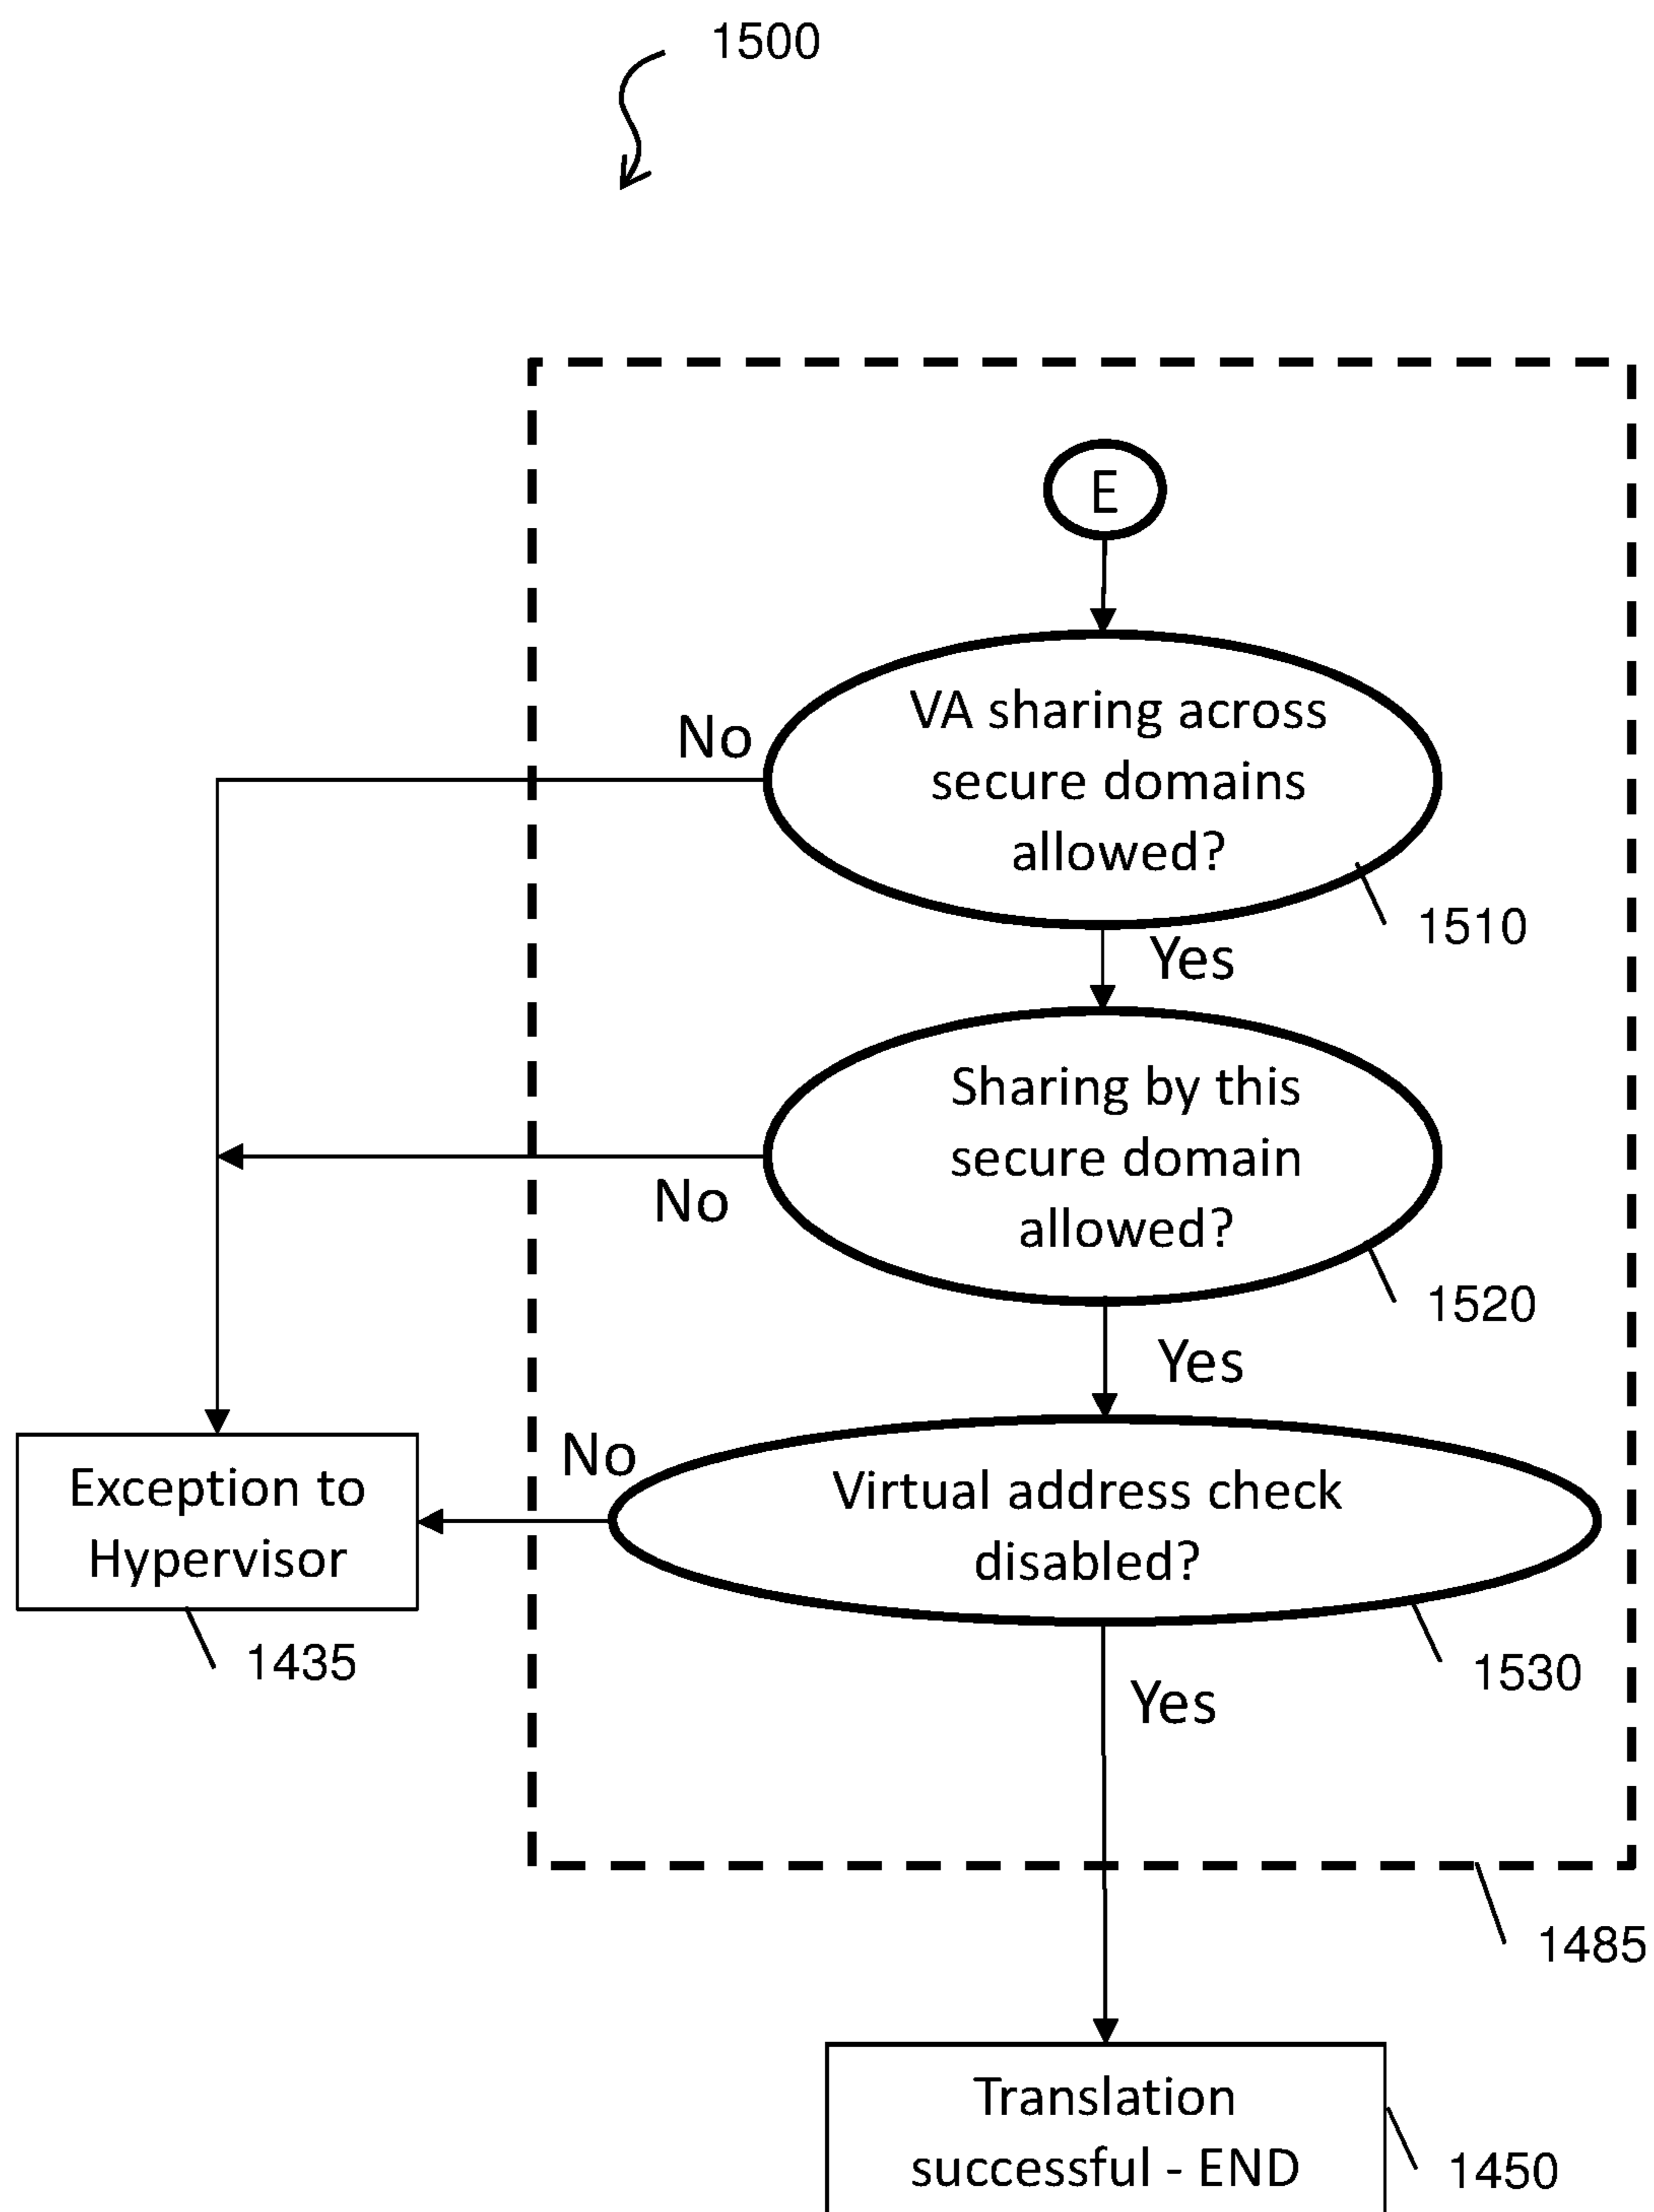 1500
E
VA sharing across
secure domains
allowed?
No
1510
Yes
Sharing by this
secure domain
allowed?
No
1520
Yes
Virtual address check
disabled?
No
Exception to
Hypervisor
1435
1530
Yes
1485
Translation
successful - END
1450